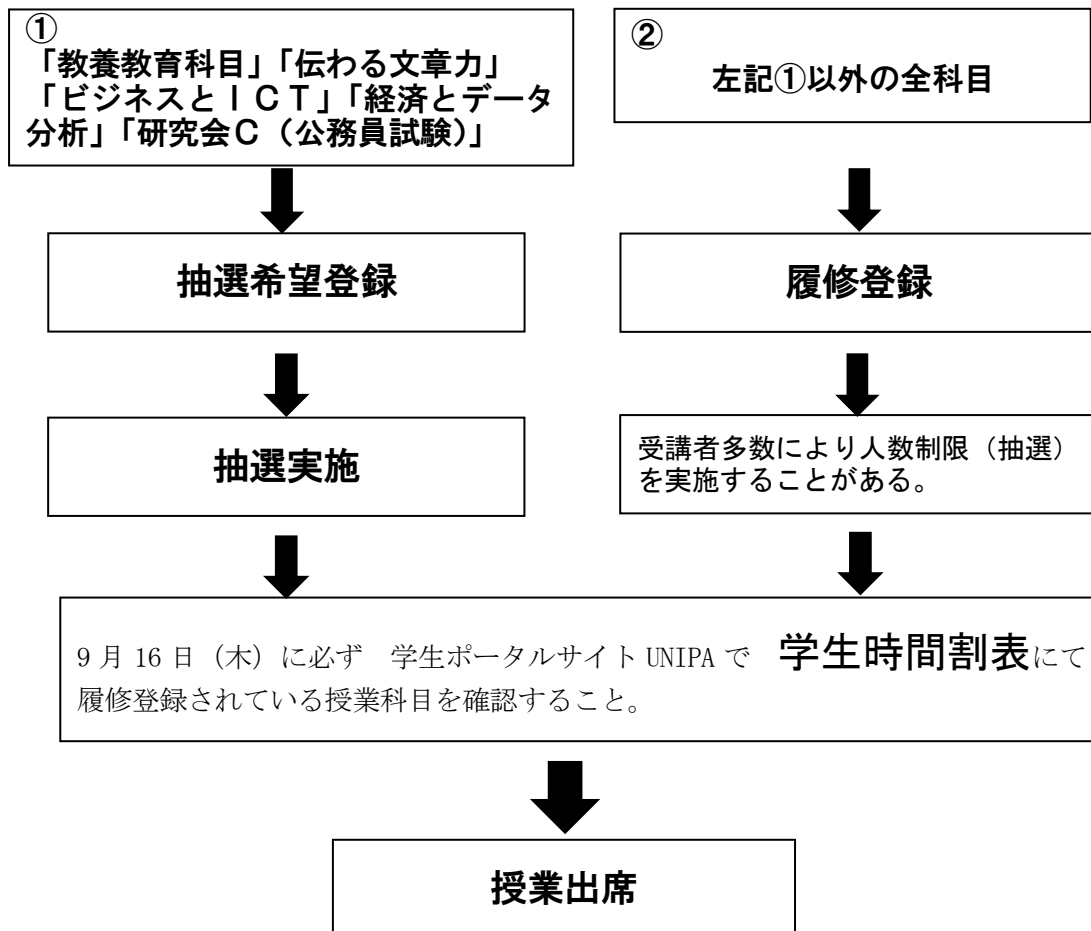 ①
「教養教育科目」「伝わる文章力」
「ビジネスとＩＣＴ」「経済とデータ
分析」「研究会Ｃ（公務員試験）」
②
左記①以外の全科目
抽選希望登録
履修登録
抽選実施
受講者多数により人数制限（抽選）
を実施することがある。
9 月 16 日（木）に必ず　学生ポータルサイト UNIPA で　学生時間割表にて
履修登録されている授業科目を確認すること。
授業出席